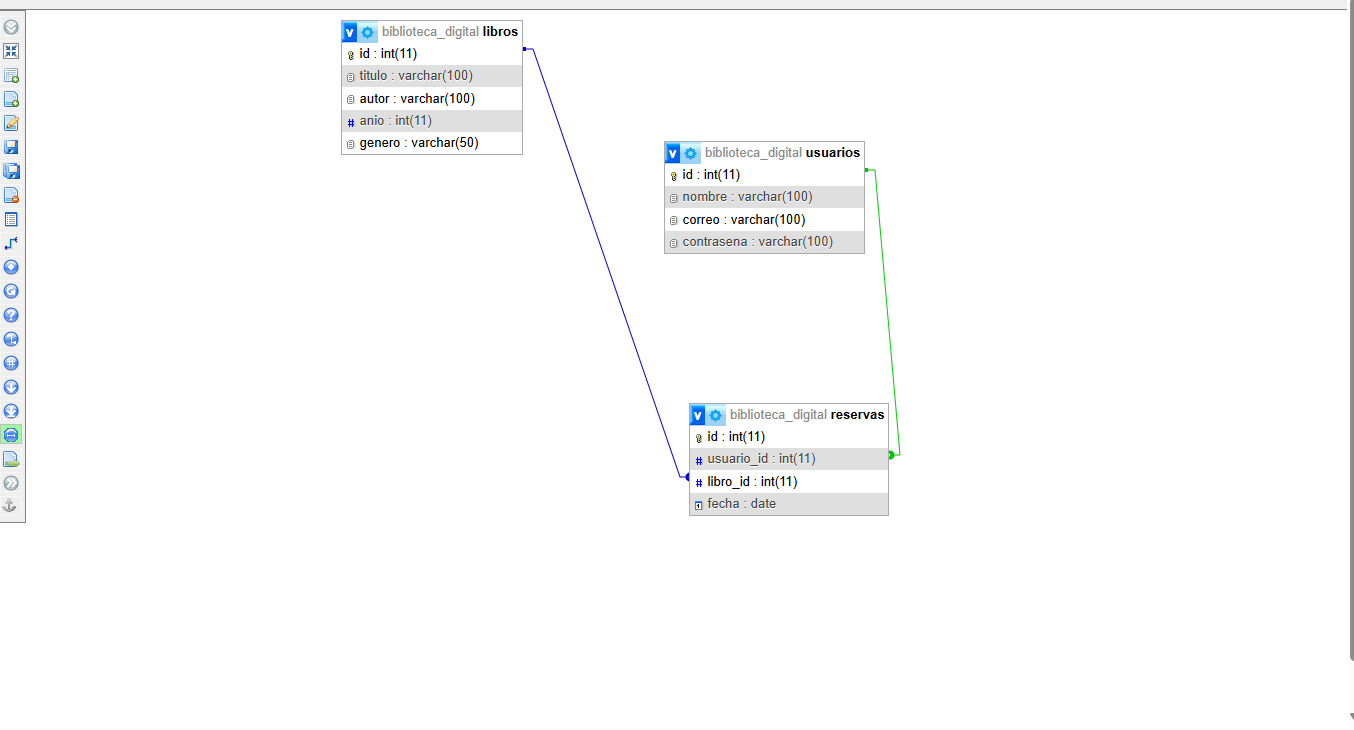 v biblioteca_digital libros
id : int(11)
titulo : varchar(100)
autor : varchar(100)
# anio : int(11)
genero : varchar(50)
v biblioteca_digital usuarios
id : int(11)
nombre : varchar(100)
correo : varchar(100)
contrasena : varchar(100)
v biblioteca_digital reservas
id : int(11)
# usuario_id : int(11)
# libro_id : int(11)
fecha : date